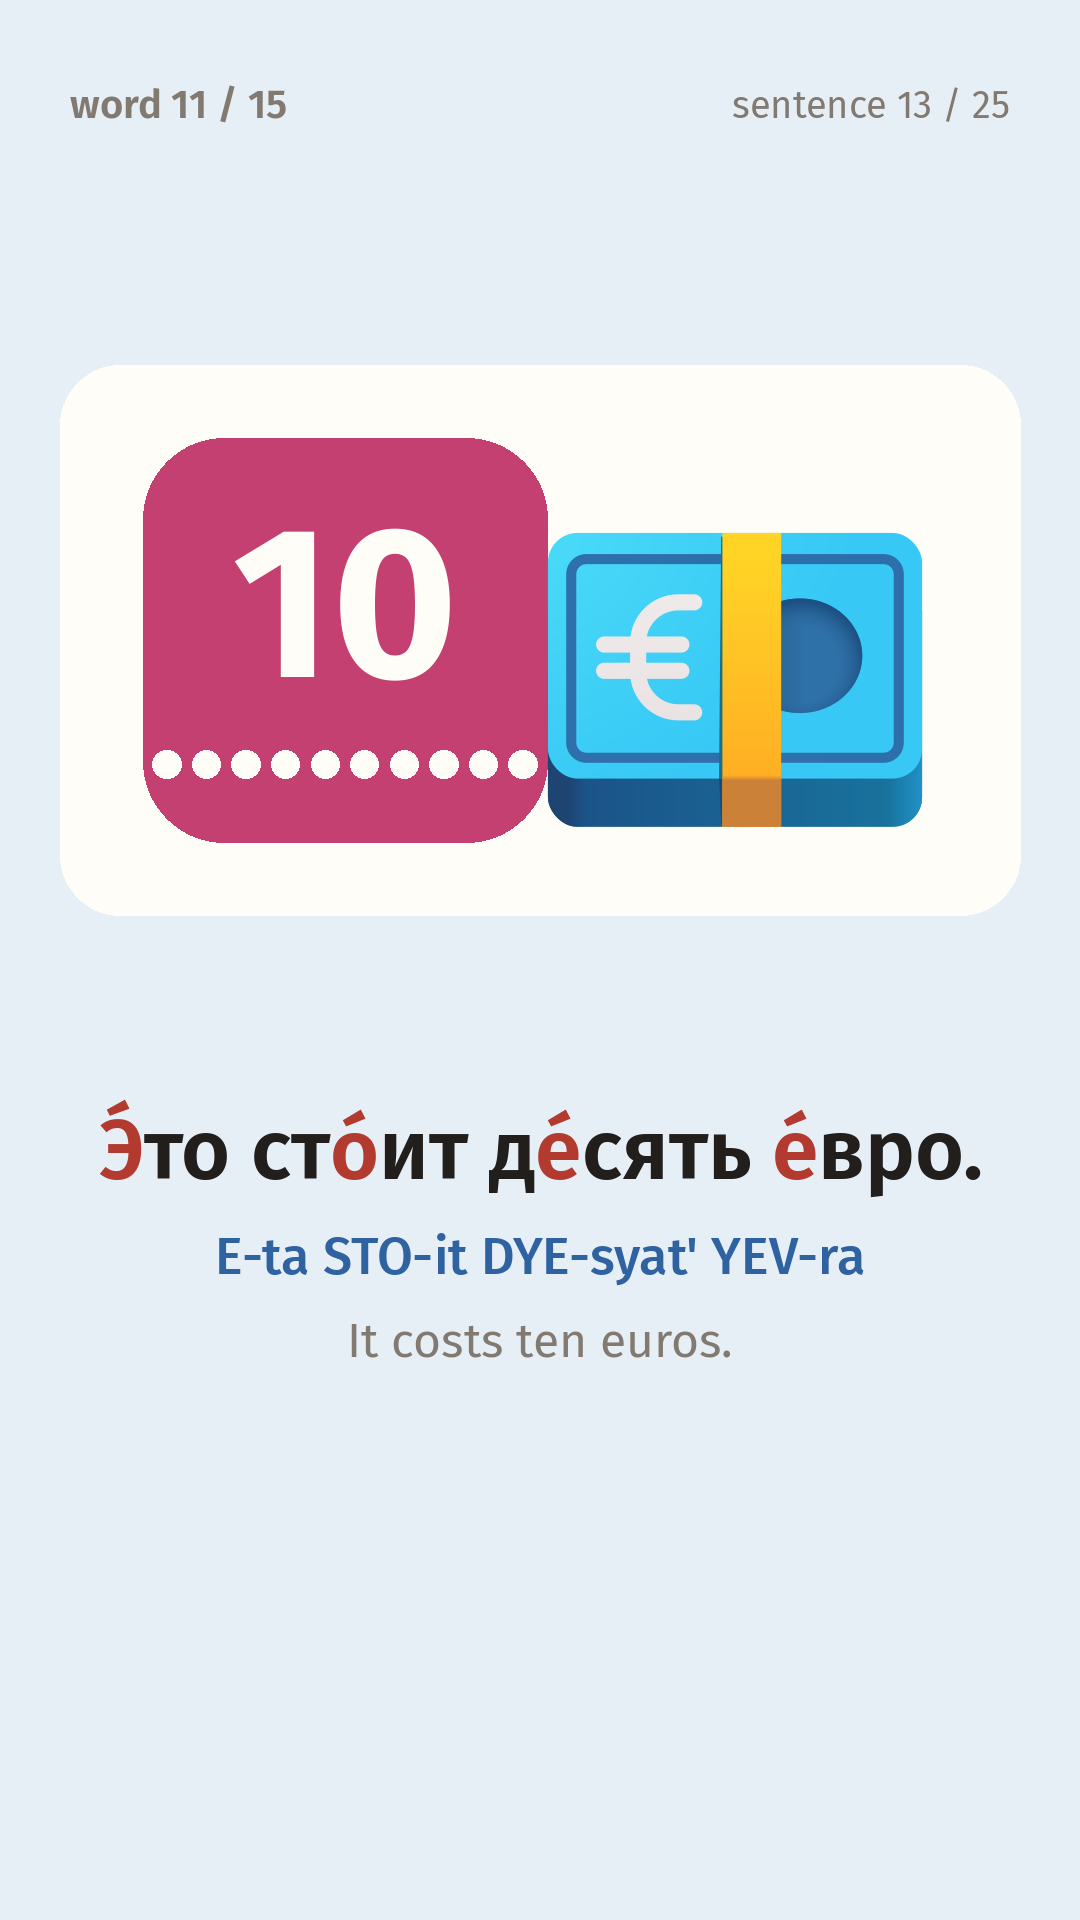 word 11 / 15
sentence 13 / 25
10
€
Э́то сто́ит де́сять е́вро.
E-ta STO-it DYE-syat' YEV-ra
It costs ten euros.